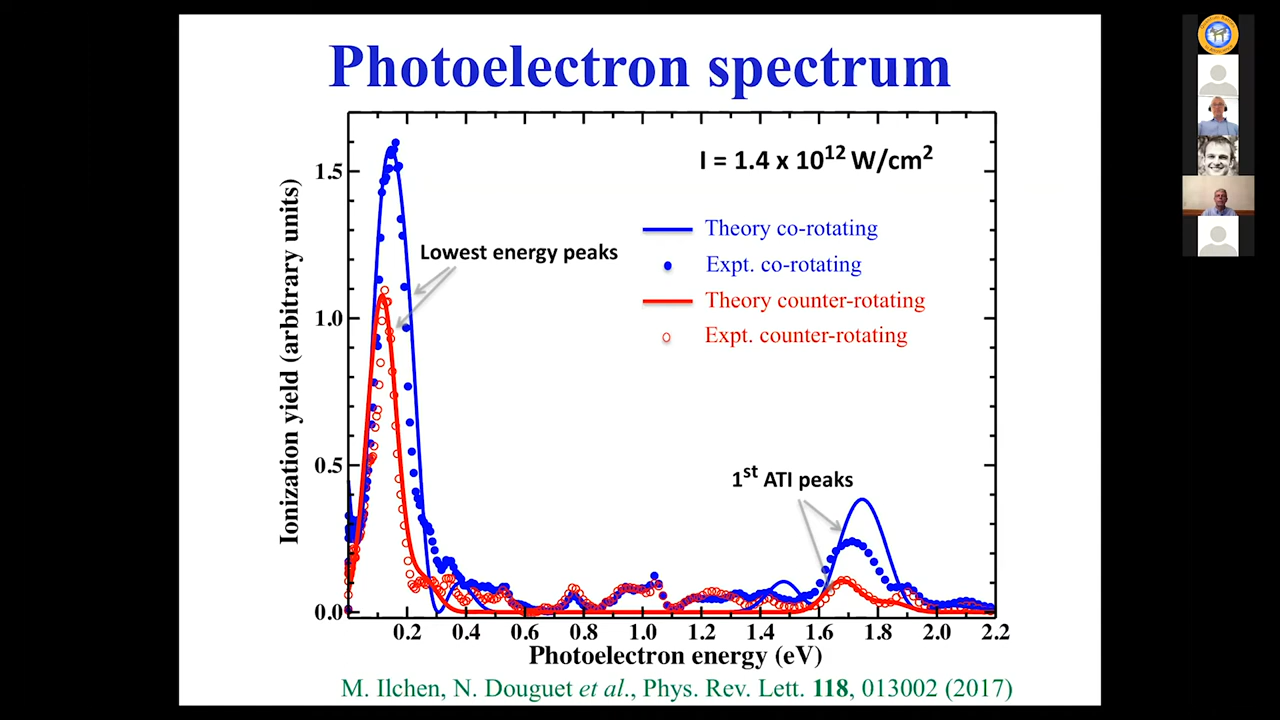 Photoelectron spectrum
I = 1.4 x 10¹² W/cm²
Theory co-rotating
Expt. co-rotating
Theory counter-rotating
Expt. counter-rotating
Lowest energy peaks
1st ATI peaks
Ionization yield (arbitrary units)
1.5
1.0
0.5
0.0
0.2 0.4 0.6 0.8 1.0 1.2 1.4 1.6 1.8 2.0 2.2
Photoelectron energy (eV)
M. Ilchen, N. Douguet et al., Phys. Rev. Lett. 118, 013002 (2017)